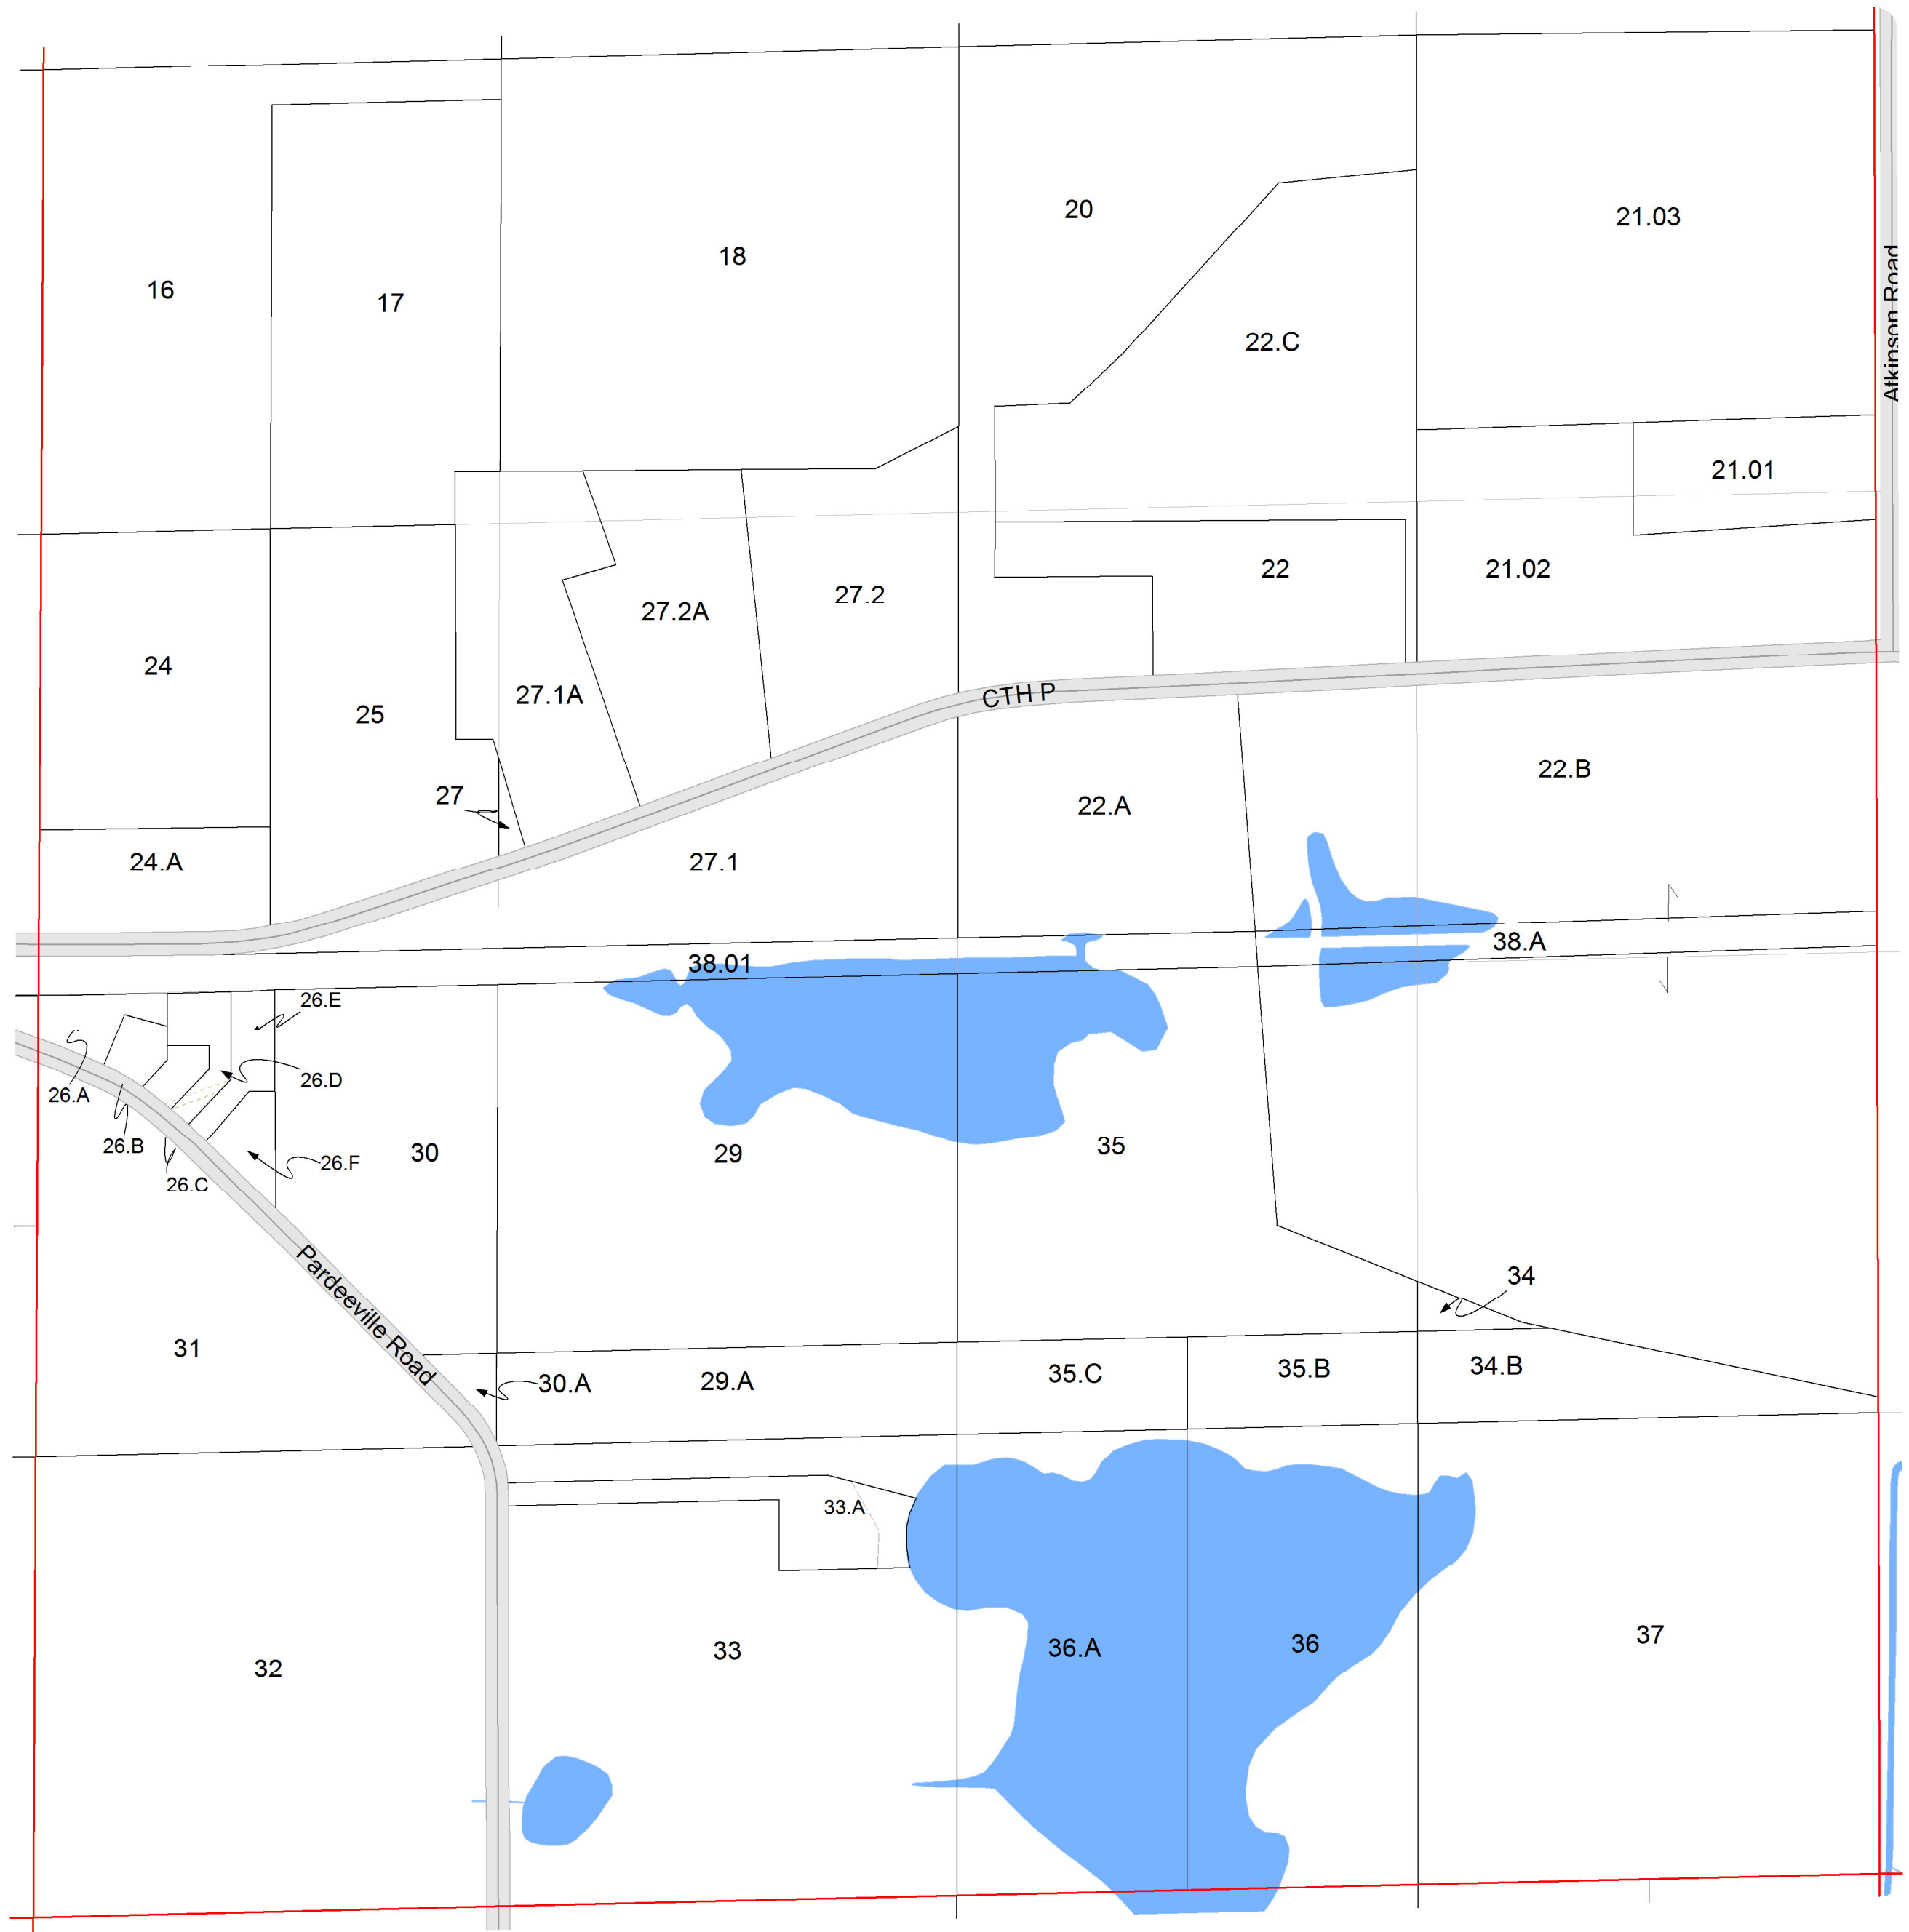 20
21.03
18
16
17
Atkinson Road
22.C
21.01
22
21.02
27.2
27.2A
24
27.1A
CTH P
25
22.B
27
22.A
24.A
27.1
38.A
38.01
26.E
26.D
26.A
26.B
26.F
26.C
30
29
35
34
Pardeeville Road
31
30.A
29.A
35.C
35.B
34.B
33.A
33
36.A
36
37
32